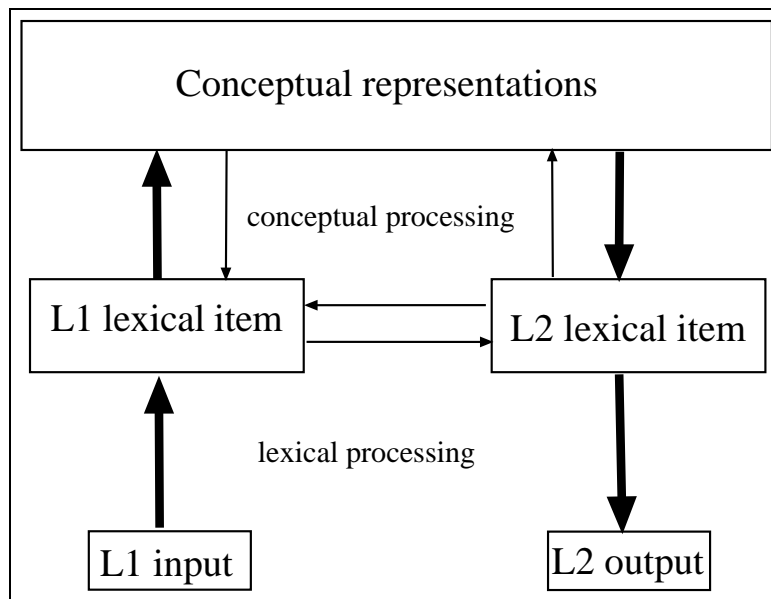 Conceptual representations
conceptual processing
L1 lexical item
L2 lexical item
lexical processing
L1 input
L2 output